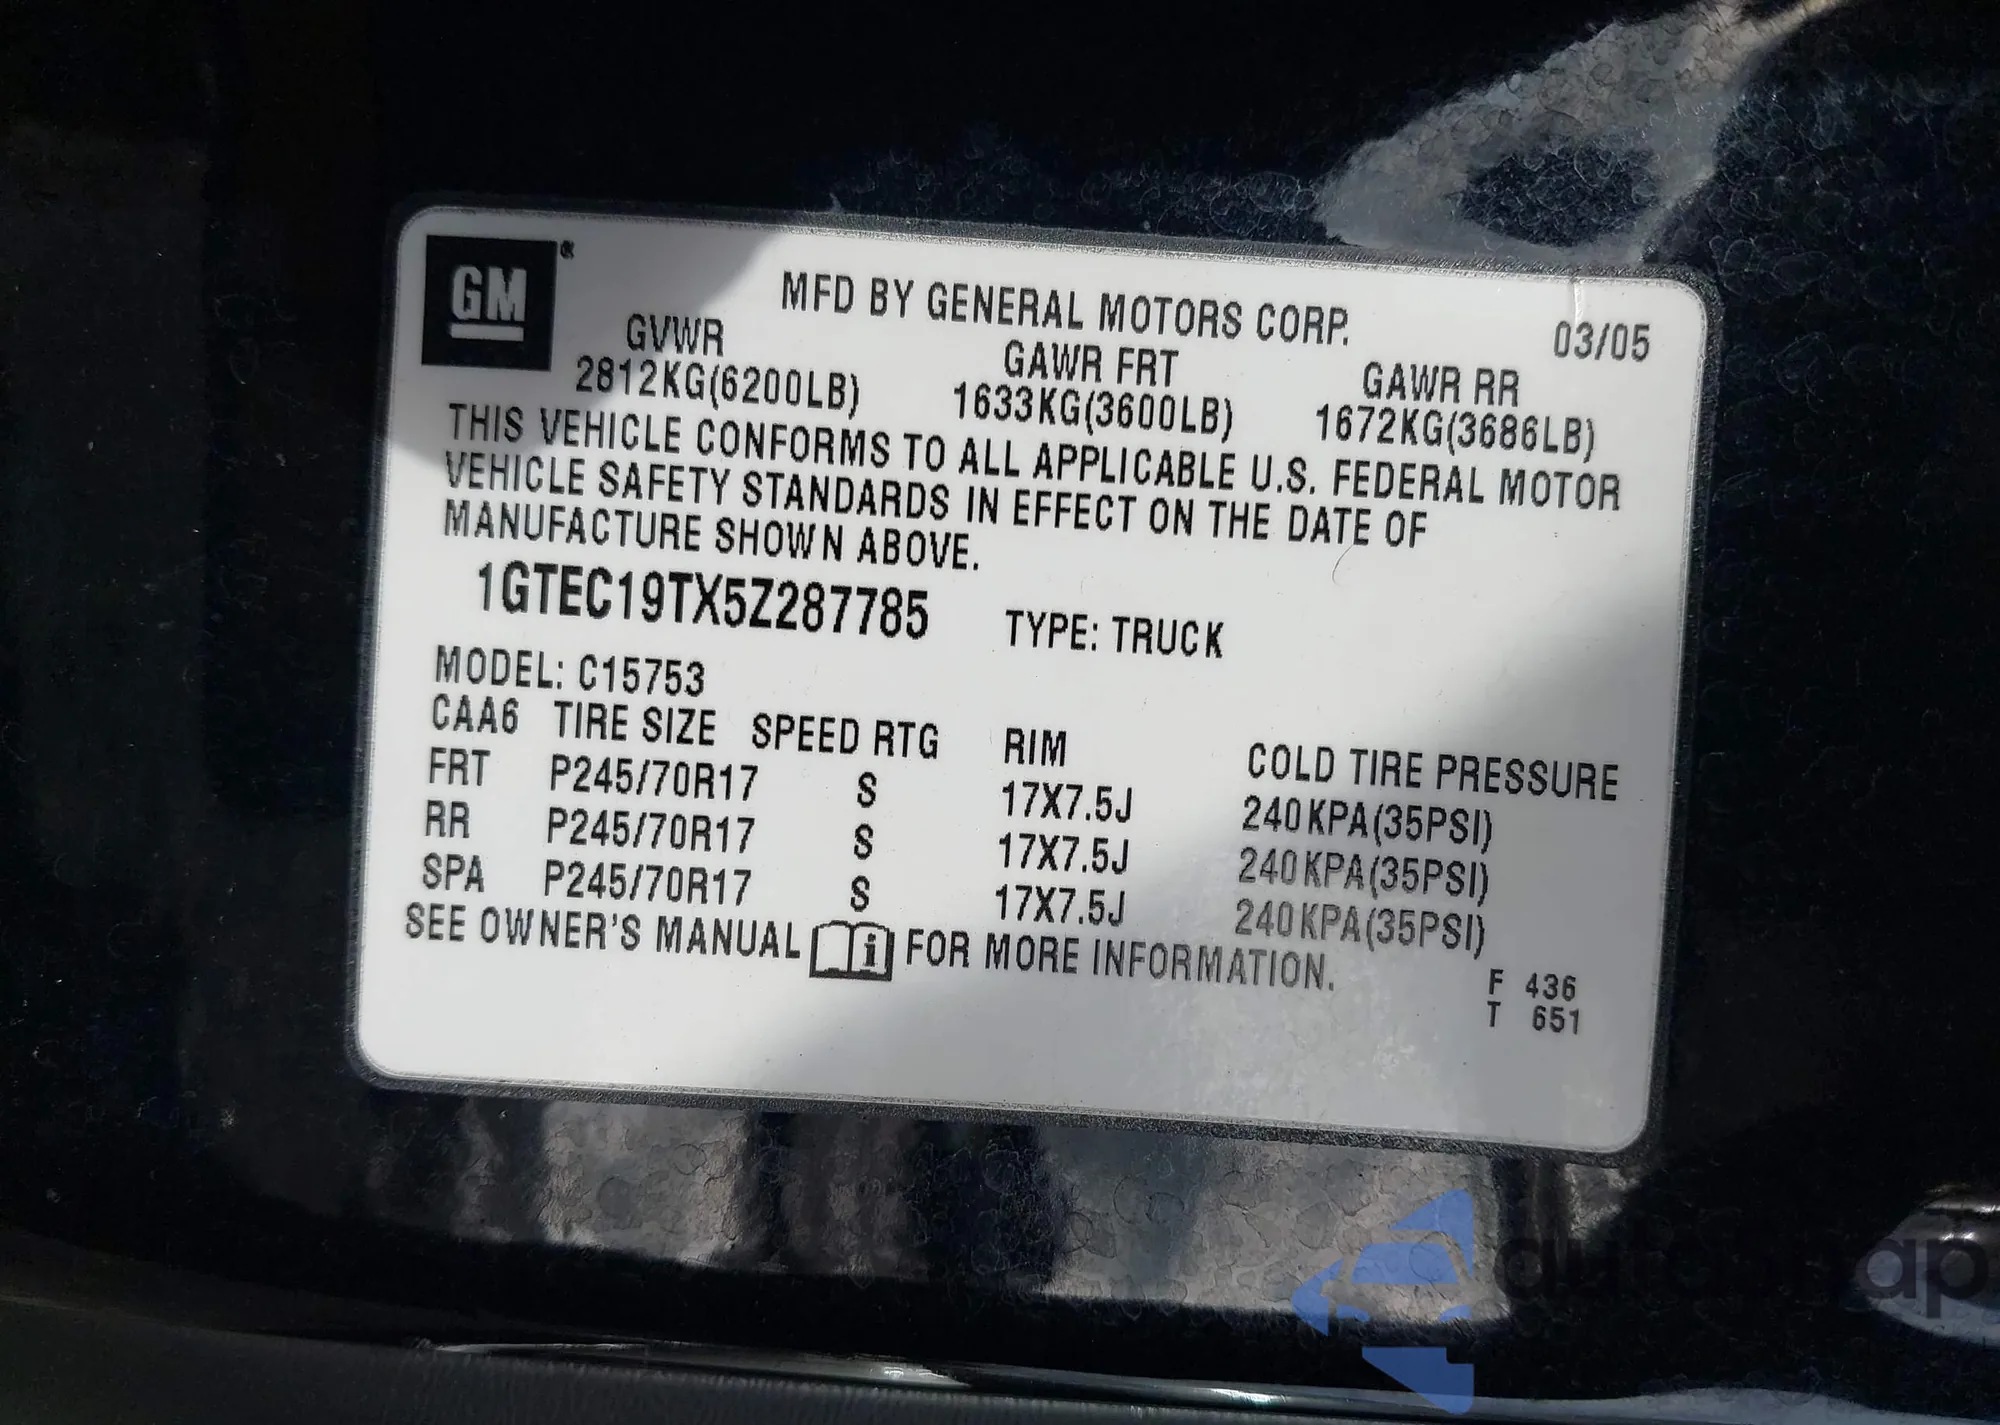 GM ®
MFD BY GENERAL MOTORS CORP. 03/05
GVWR GAWR FRT GAWR RR
2812KG(6200LB) 1633KG(3600LB) 1672KG(3686LB)
THIS VEHICLE CONFORMS TO ALL APPLICABLE U.S. FEDERAL MOTOR
VEHICLE SAFETY STANDARDS IN EFFECT ON THE DATE OF
MANUFACTURE SHOWN ABOVE.
1GTEC19TX5Z287785 TYPE: TRUCK
MODEL: C15753
CAA6 TIRE SIZE SPEED RTG RIM COLD TIRE PRESSURE
FRT P245/70R17 S 17X7.5J 240KPA(35PSI)
RR P245/70R17 S 17X7.5J 240KPA(35PSI)
SPA P245/70R17 S 17X7.5J 240KPA(35PSI)
SEE OWNER'S MANUAL i FOR MORE INFORMATION.
F 436
T 651